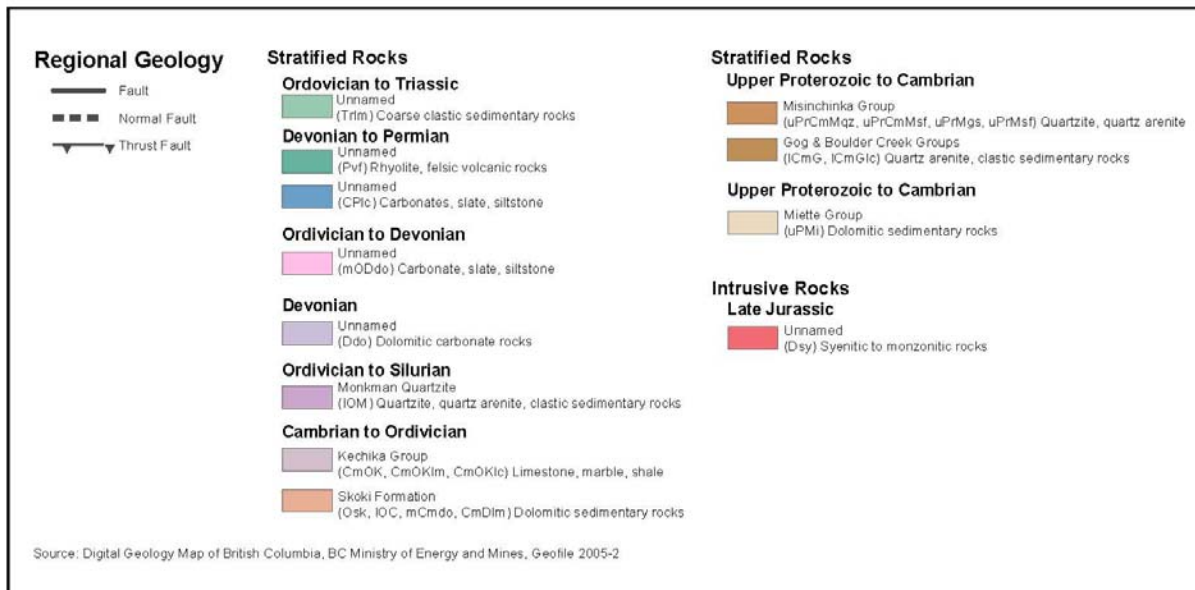 Regional Geology
Fault
Normal Fault
Thrust Fault
Stratified Rocks
Ordovician to Triassic
Unnamed
(Trlm) Coarse clastic sedimentary rocks
Devonian to Permian
Unnamed
(Pvf) Rhyolite, felsic volcanic rocks
Unnamed
(CPlc) Carbonates, slate, siltstone
Ordivician to Devonian
Unnamed
(mODdo) Carbonate, slate, siltstone
Devonian
Unnamed
(Ddo) Dolomitic carbonate rocks
Ordivician to Silurian
Monkman Quartzite
(lOM) Quartzite, quartz arenite, clastic sedimentary rocks
Cambrian to Ordivician
Kechika Group
(CmOK, CmOKlm, CmOKlc) Limestone, marble, shale
Skoki Formation
(Osk, lOC, mCmdo, CmDlm) Dolomitic sedimentary rocks
Stratified Rocks
Upper Proterozoic to Cambrian
Misinchinka Group
(uPrCmMqz, uPrCmMsf, uPrMgs, uPrMsf) Quartzite, quartz arenite
Gog & Boulder Creek Groups
(lCmG, lCmGlc) Quartz arenite, clastic sedimentary rocks
Upper Proterozoic to Cambrian
Miette Group
(uPMi) Dolomitic sedimentary rocks
Intrusive Rocks
Late Jurassic
Unnamed
(Dsy) Syenitic to monzonitic rocks
Source: Digital Geology Map of British Columbia, BC Ministry of Energy and Mines, Geofile 2005-2